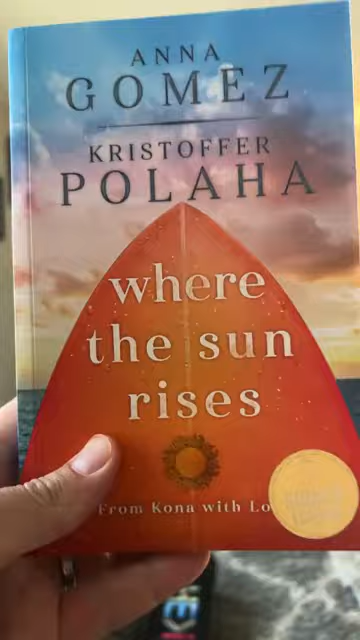 ANNA
GOMEZ
KRISTOFFER
POLAHA
where
the sun
rises
From Kona with Lo